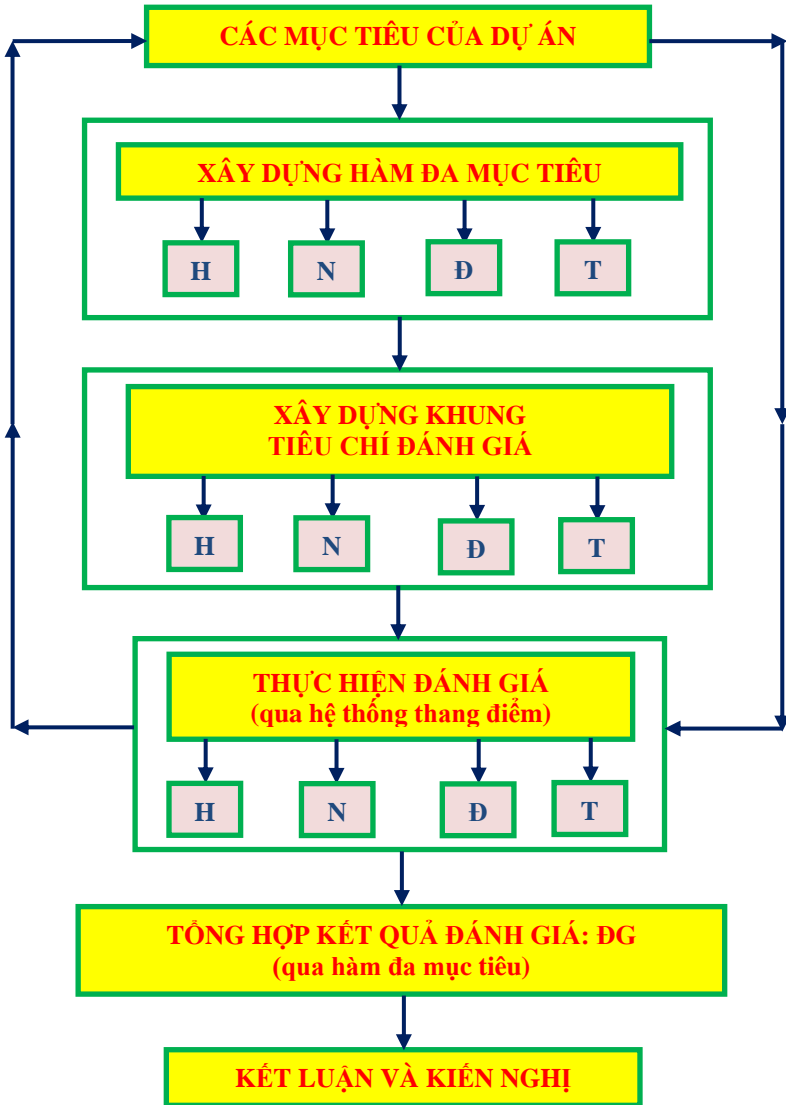 CÁC MỤC TIÊU CỦA DỰ ÁN
XÂY DỰNG HÀM ĐA MỤC TIÊU
H N Đ T
XÂY DỰNG KHUNG
TIÊU CHÍ ĐÁNH GIÁ
H N Đ T
THỰC HIỆN ĐÁNH GIÁ
(qua hệ thống thang điểm)
H N Đ T
TỔNG HỢP KẾT QUẢ ĐÁNH GIÁ: ĐG
(qua hàm đa mục tiêu)
KẾT LUẬN VÀ KIẾN NGHỊ